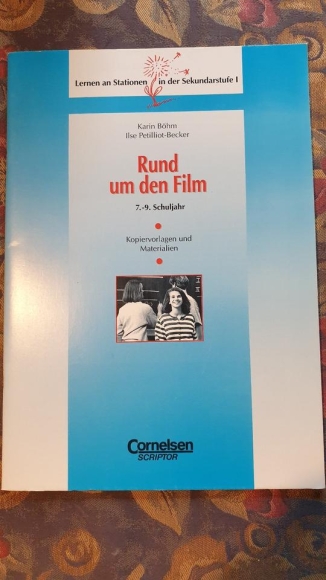 Lernen an Stationen in der Sekundarstufe I
Karin Böhm
Ilse Petilliot-Becker
Rund
um den Film
7.-9. Schuljahr
Kopiervorlagen und
Materialien
Cornelsen
SCRIPTOR